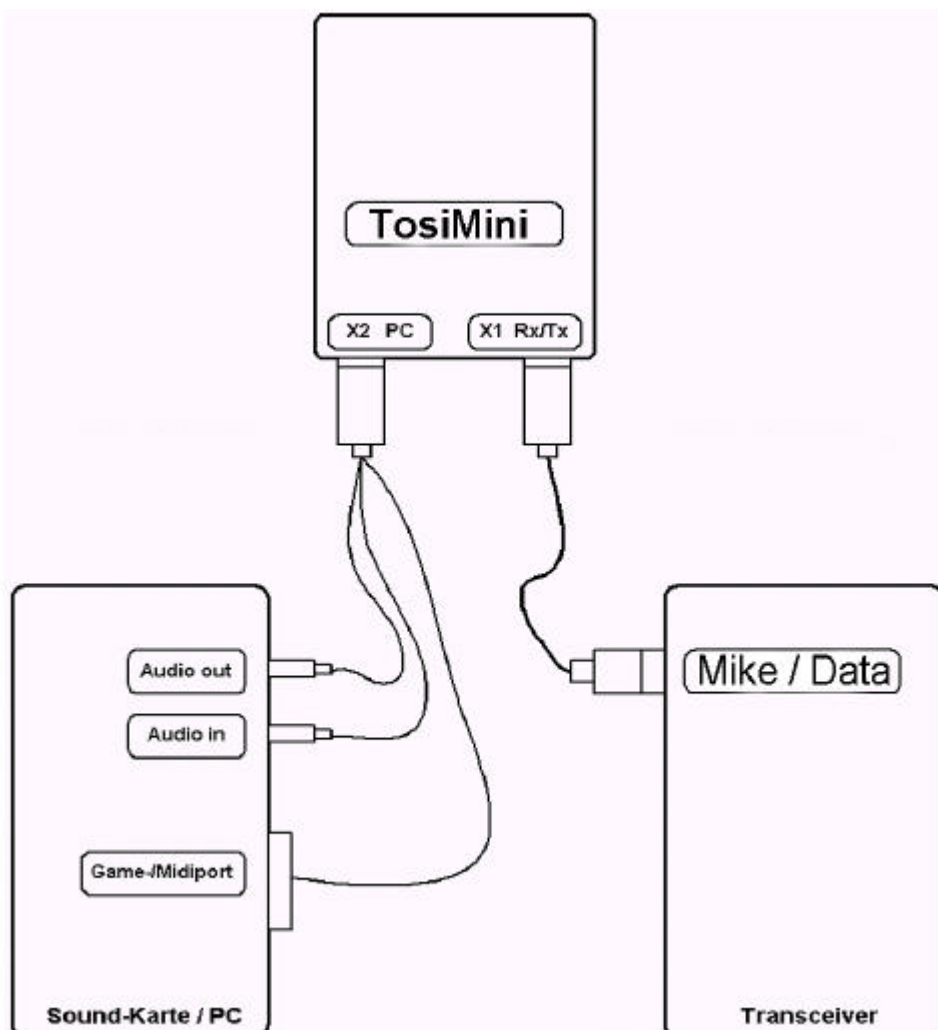 TosiMini
X2 PC
X1 Rx/Tx
Audio out
Audio in
Game-/Midiport
Sound-Karte / PC
Mike / Data
Transceiver